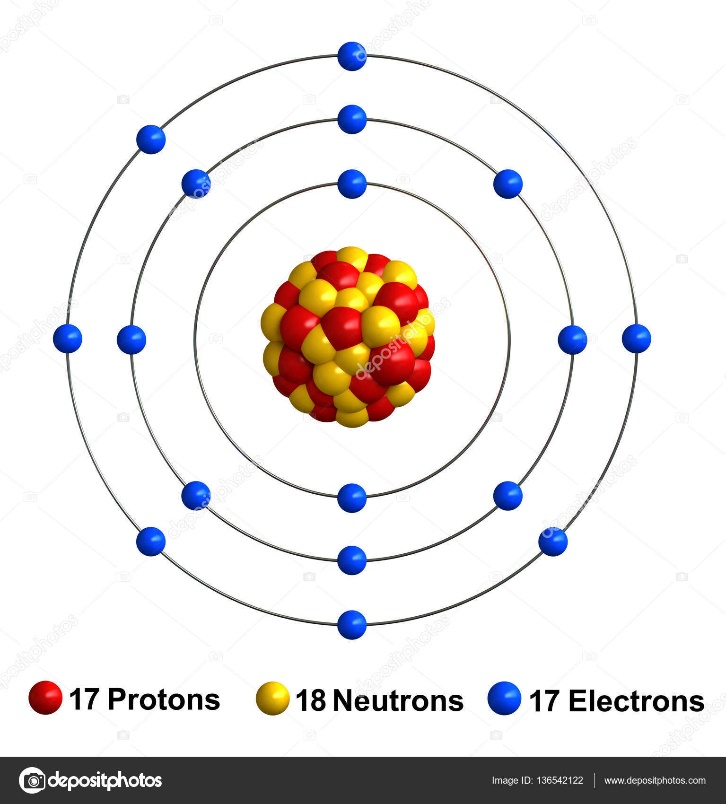 17 Protons
18 Neutrons
17 Electrons
depositphotos
Image ID: 136542122
www.depositphotos.com